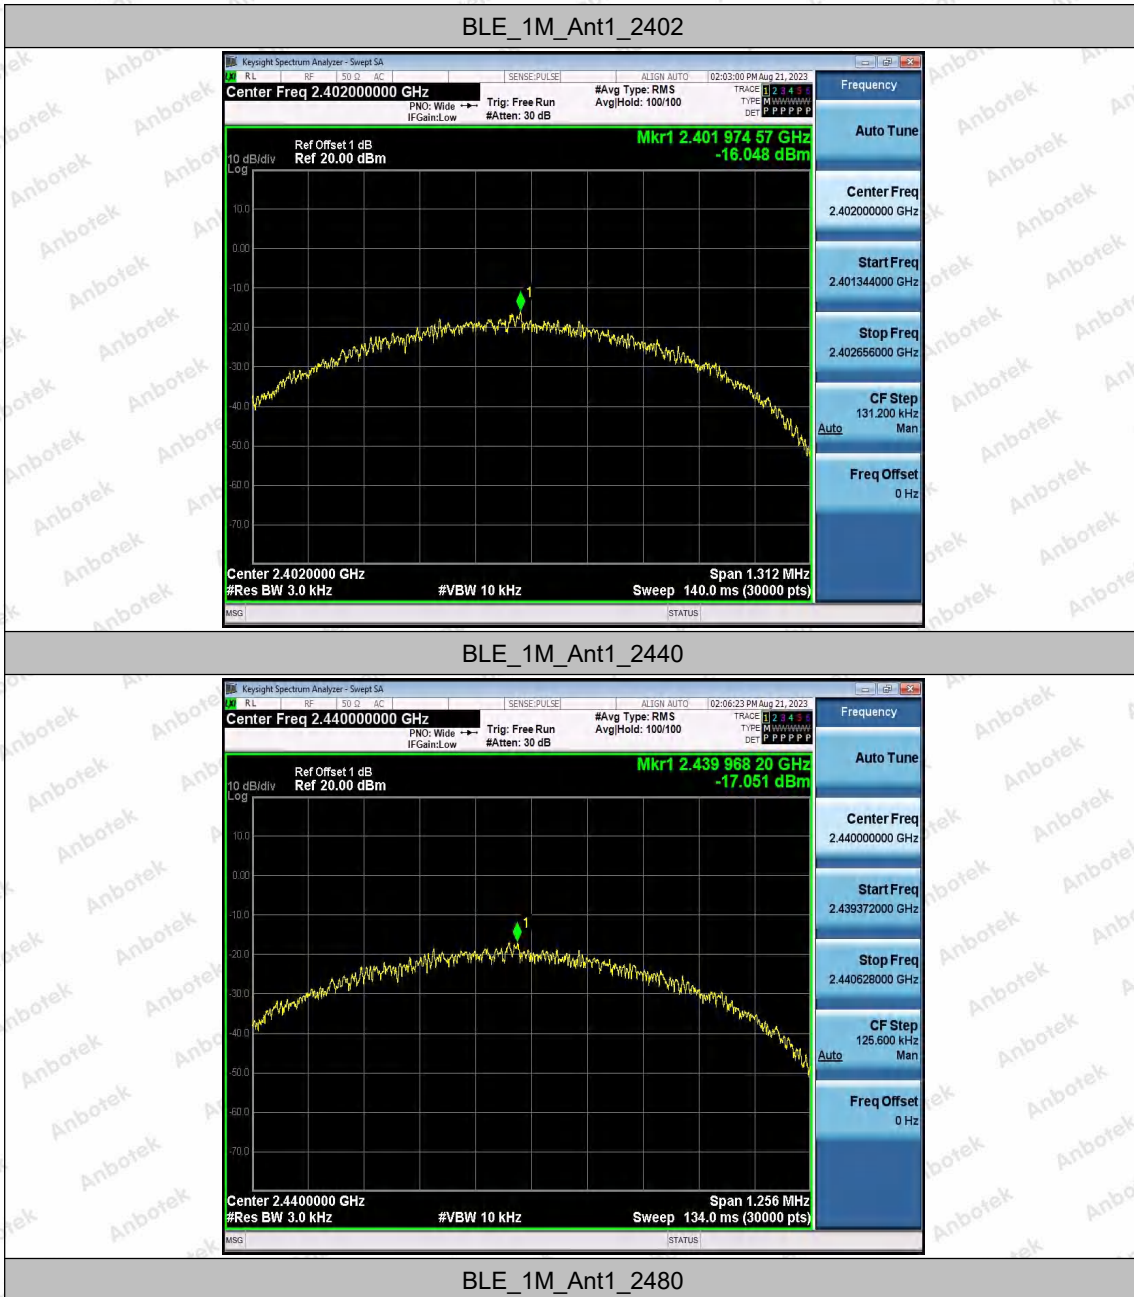 BLE_1M_Ant1_2402
Keysight Spectrum Analyzer - Swept SA
RL RF 50 Ω AC SENSE:PULSE ALIGN AUTO 02:03:00 PM Aug 21, 2023
Center Freq 2.402000000 GHz #Avg Type: RMS TRACE 1 2 3 4 5 6
PNO: Wide Trig: Free Run Avg|Hold: 100/100 TYPE M WWWWW
IFGain:Low #Atten: 30 dB DET P P P P P P
Frequency
Auto Tune
Mkr1 2.401 974 57 GHz
-16.048 dBm
Ref Offset 1 dB
10 dB/div Ref 20.00 dBm
Log
10.0
0.00
-10.0
-20.0
-30.0
-40.0
-50.0
-60.0
-70.0
1
Center Freq
2.402000000 GHz
Start Freq
2.401344000 GHz
Stop Freq
2.402656000 GHz
CF Step
131.200 kHz
Auto Man
Freq Offset
0 Hz
Center 2.4020000 GHz Span 1.312 MHz
#Res BW 3.0 kHz #VBW 10 kHz Sweep 140.0 ms (30000 pts)
MSG STATUS
BLE_1M_Ant1_2440
Keysight Spectrum Analyzer - Swept SA
RL RF 50 Ω AC SENSE:PULSE ALIGN AUTO 02:06:23 PM Aug 21, 2023
Center Freq 2.440000000 GHz #Avg Type: RMS TRACE 1 2 3 4 5 6
PNO: Wide Trig: Free Run Avg|Hold: 100/100 TYPE M WWWWW
IFGain:Low #Atten: 30 dB DET P P P P P P
Frequency
Auto Tune
Mkr1 2.439 968 20 GHz
-17.051 dBm
Ref Offset 1 dB
10 dB/div Ref 20.00 dBm
Log
10.0
0.00
-10.0
-20.0
-30.0
-40.0
-50.0
-60.0
-70.0
1
Center Freq
2.440000000 GHz
Start Freq
2.439372000 GHz
Stop Freq
2.440628000 GHz
CF Step
125.600 kHz
Auto Man
Freq Offset
0 Hz
Center 2.4400000 GHz Span 1.256 MHz
#Res BW 3.0 kHz #VBW 10 kHz Sweep 134.0 ms (30000 pts)
MSG STATUS
BLE_1M_Ant1_2480